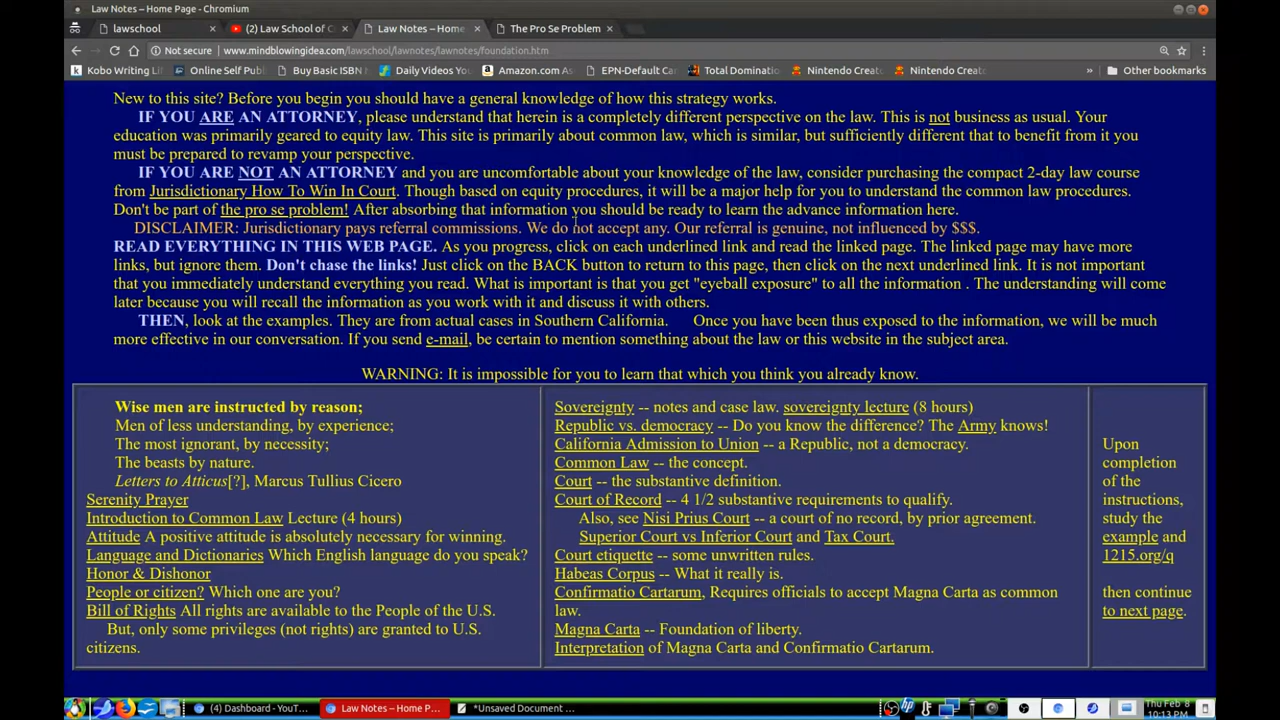 Law Notes – Home Page - Chromium
lawschool
(2) Law School of C
Law Notes – Home
The Pro Se Problem
Not secure
www.mindblowingidea.com/lawschool/lawnotes/lawnotes/foundation.htm
Kobo Writing Li
Online Self Publ
Buy Basic ISBN
Daily Videos You
Amazon.com As
EPN-Default Car
Total Dominatio
Nintendo Creato
Nintendo Creato
»
Other bookmarks
New to this site? Before you begin you should have a general knowledge of how this strategy works.
IF YOU ARE AN ATTORNEY, please understand that herein is a completely different perspective on the law. This is not business as usual. Your
education was primarily geared to equity law. This site is primarily about common law, which is similar, but sufficiently different that to benefit from it you
must be prepared to revamp your perspective.
IF YOU ARE NOT AN ATTORNEY and you are uncomfortable about your knowledge of the law, consider purchasing the compact 2-day law course
from Jurisdictionary How To Win In Court. Though based on equity procedures, it will be a major help for you to understand the common law procedures.
Don't be part of the pro se problem! After absorbing that information you should be ready to learn the advance information here.
DISCLAIMER: Jurisdictionary pays referral commissions. We do not accept any. Our referral is genuine, not influenced by $$$.
READ EVERYTHING IN THIS WEB PAGE. As you progress, click on each underlined link and read the linked page. The linked page may have more
links, but ignore them. Don't chase the links! Just click on the BACK button to return to this page, then click on the next underlined link. It is not important
that you immediately understand everything you read. What is important is that you get "eyeball exposure" to all the information . The understanding will come
later because you will recall the information as you work with it and discuss it with others.
THEN, look at the examples. They are from actual cases in Southern California. Once you have been thus exposed to the information, we will be much
more effective in our conversation. If you send e-mail, be certain to mention something about the law or this website in the subject area.
WARNING: It is impossible for you to learn that which you think you already know.
Wise men are instructed by reason;
Men of less understanding, by experience;
The most ignorant, by necessity;
The beasts by nature.
Letters to Atticus[?], Marcus Tullius Cicero
Serenity Prayer
Introduction to Common Law Lecture (4 hours)
Attitude A positive attitude is absolutely necessary for winning.
Language and Dictionaries Which English language do you speak?
Honor & Dishonor
People or citizen? Which one are you?
Bill of Rights All rights are available to the People of the U.S.
But, only some privileges (not rights) are granted to U.S.
citizens.
Sovereignty -- notes and case law. sovereignty lecture (8 hours)
Republic vs. democracy -- Do you know the difference? The Army knows!
California Admission to Union -- a Republic, not a democracy.
Common Law -- the concept.
Court -- the substantive definition.
Court of Record -- 4 1/2 substantive requirements to qualify.
Also, see Nisi Prius Court -- a court of no record, by prior agreement.
Superior Court vs Inferior Court and Tax Court.
Court etiquette -- some unwritten rules.
Habeas Corpus -- What it really is.
Confirmatio Cartarum, Requires officials to accept Magna Carta as common
law.
Magna Carta -- Foundation of liberty.
Interpretation of Magna Carta and Confirmatio Cartarum.
Upon
completion
of the
instructions,
study the
example and
1215.org/q
then continue
to next page.
(4) Dashboard - YouT...
Law Notes – Home P...
*Unsaved Document ...
Thu Feb 8
10:13 PM